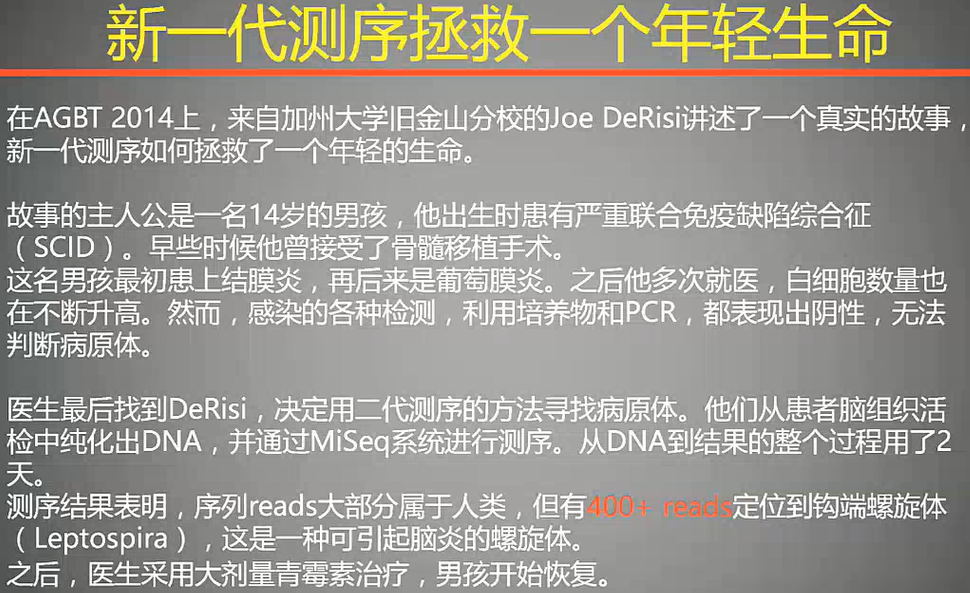 新一代测序拯救一个年轻生命
在AGBT 2014上，来自加州大学旧金山分校的Joe DeRisi讲述了一个真实的故事，
新一代测序如何拯救了一个年轻的生命。
故事的主人公是一名14岁的男孩，他出生时患有严重联合免疫缺陷综合征
（SCID）。早些时候他曾接受了骨髓移植手术。
这名男孩最初患上结膜炎，再后来是葡萄膜炎。之后他多次就医，白细胞数量也
在不断升高。然而，感染的各种检测，利用培养物和PCR，都表现出阴性，无法
判断病原体。
医生最后找到DeRisi，决定用二代测序的方法寻找病原体。他们从患者脑组织活
检中纯化出DNA，并通过MiSeq系统进行测序。从DNA到结果的整个过程用了2
天。
测序结果表明，序列reads大部分属于人类，但有400+ reads定位到钩端螺旋体
（Leptospira），这是一种可引起脑炎的螺旋体。
之后，医生采用大剂量青霉素治疗，男孩开始恢复。